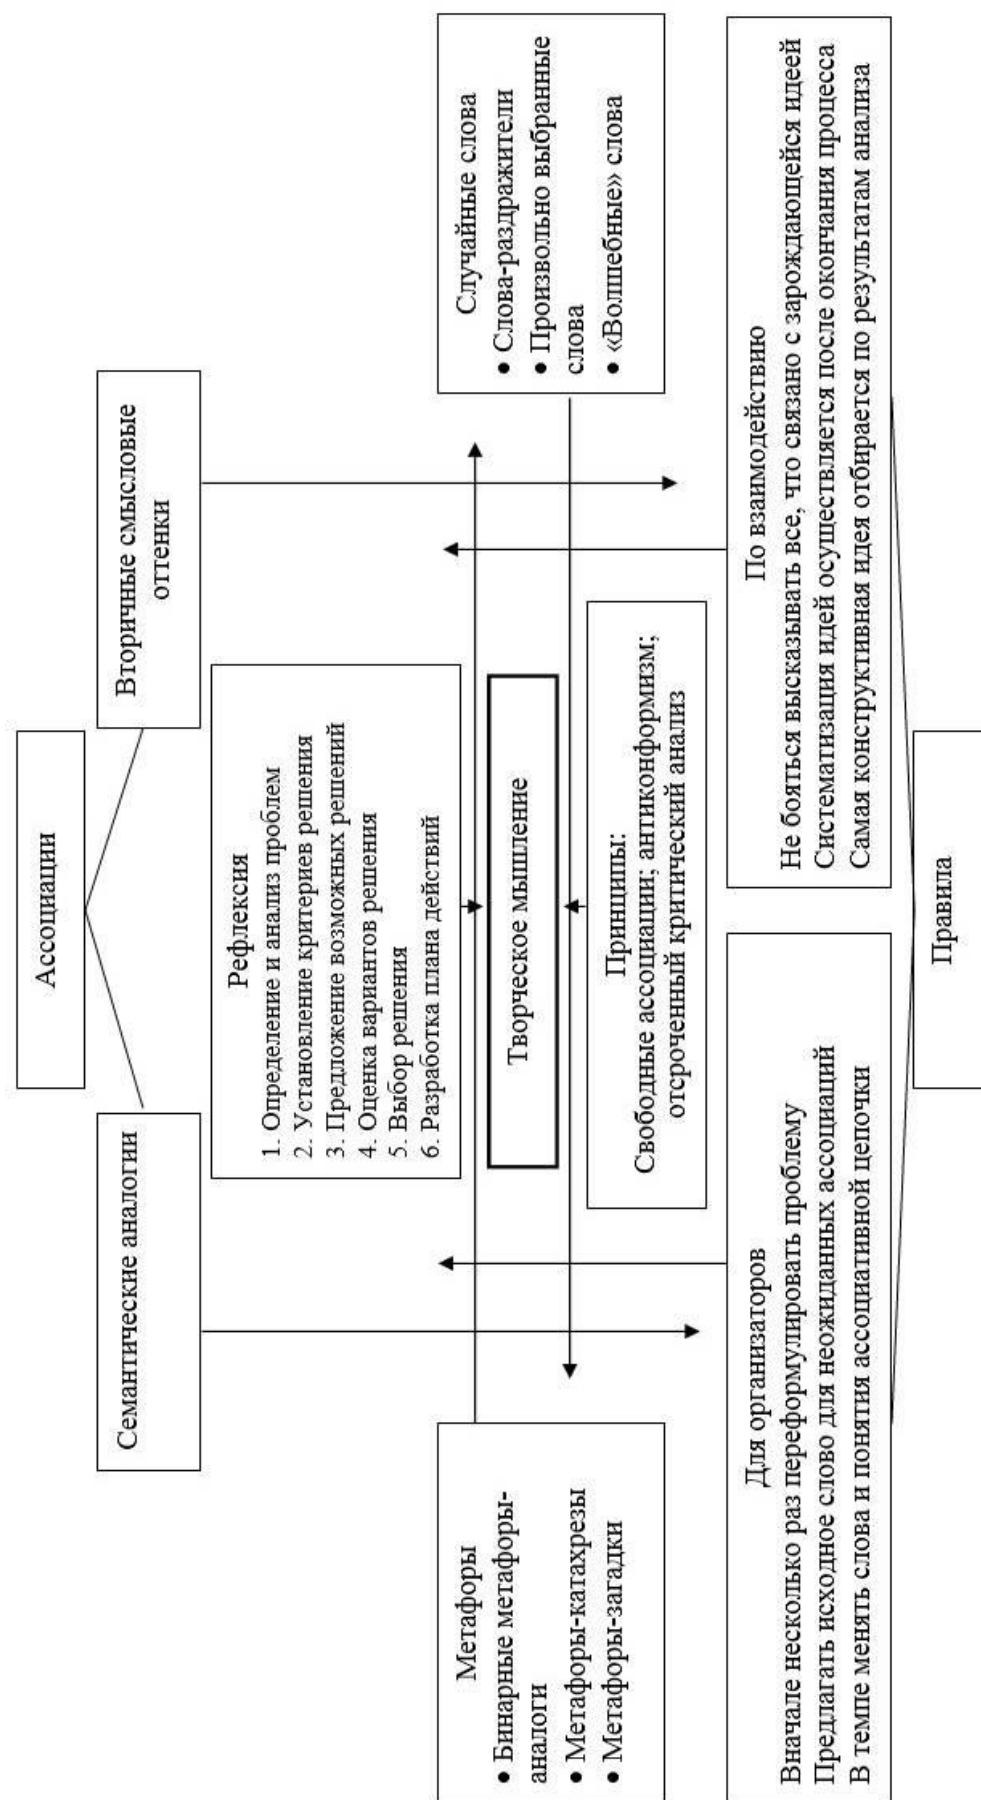 Ассоциации
Семантические аналогии
Вторичные смысловые
оттенки
Рефлексия
1. Определение и анализ проблем
2. Установление критериев решения
3. Предложение возможных решений
4. Оценка вариантов решения
5. Выбор решения
6. Разработка плана действий
Метафоры
● Бинарные метафоры-
аналоги
● Метафоры-катахрезы
● Метафоры-загадки
Творческое мышление
Случайные слова
● Слова-раздражители
● Произвольно выбранные
слова
● «Волшебные» слова
Принципы:
Свободные ассоциации; антиконформизм;
отсроченный критический анализ
Для организаторов
Вначале несколько раз переформулировать проблему
Предлагать исходное слово для неожиданных ассоциаций
В темпе менять слова и понятия ассоциативной цепочки
По взаимодействию
Не бояться высказывать все, что связано с зарождающейся идеей
Систематизация идей осуществляется после окончания процесса
Самая конструктивная идея отбирается по результатам анализа
Правила